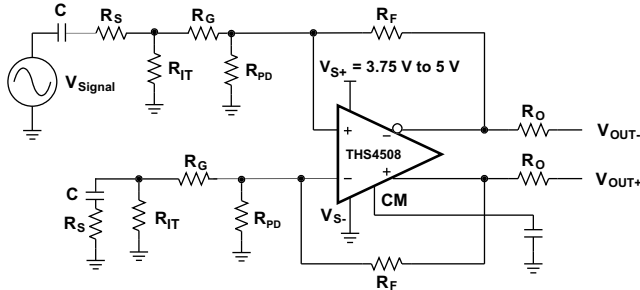 C
R_S
R_G
R_F
V_Signal
R_IT
R_PD
V_S+ = 3.75 V to 5 V
R_O
V_OUT-
+
−
THS4508
R_G
−
+
R_O
V_OUT+
C
R_S
R_IT
R_PD
V_S-
CM
R_F